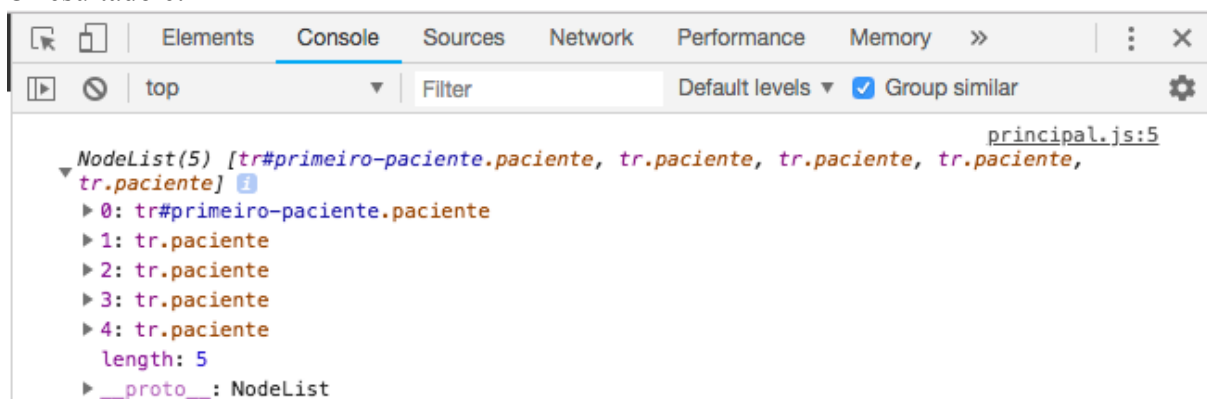 Elements Console Sources Network Performance Memory »
top ▼ Filter Default levels ▼ Group similar
principal.js:5
NodeList(5) [tr#primeiro-paciente.paciente, tr.paciente, tr.paciente, tr.paciente,
tr.paciente] i
▶ 0: tr#primeiro-paciente.paciente
▶ 1: tr.paciente
▶ 2: tr.paciente
▶ 3: tr.paciente
▶ 4: tr.paciente
length: 5
▶ __proto__: NodeList